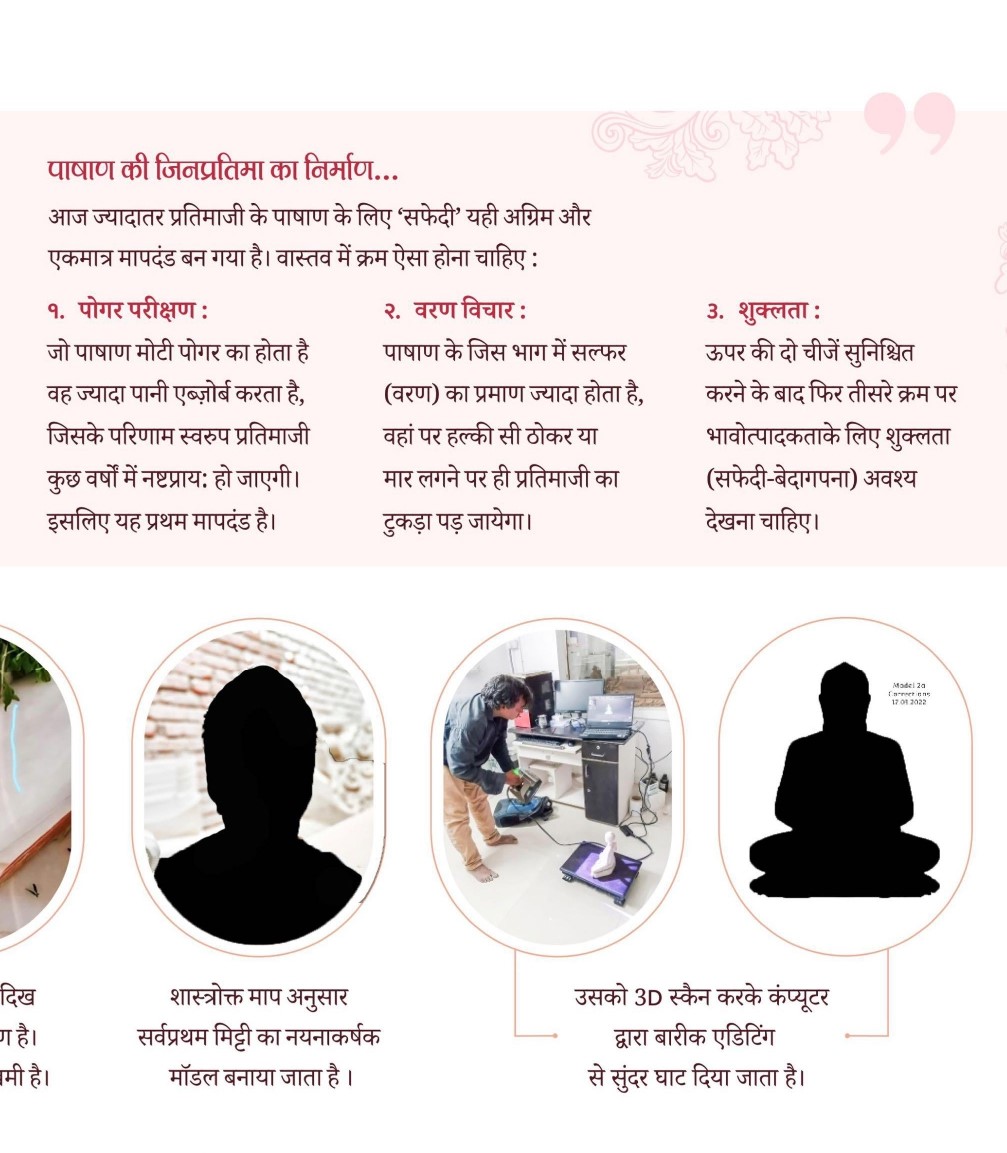 पाषाण की जिनप्रतिमा का निर्माण...
आज ज्यादातर प्रतिमाजी के पाषाण के लिए ‘सफेदी’ यही अग्रिम और
एकमात्र मापदंड बन गया है। वास्तव में क्रम ऐसा होना चाहिए :
१. पोगर परीक्षण :
जो पाषाण मोटी पोगर का होता है
वह ज्यादा पानी एब्ज़ोर्ब करता है,
जिसके परिणाम स्वरुप प्रतिमाजी
कुछ वर्षों में नष्टप्राय: हो जाएगी।
इसलिए यह प्रथम मापदंड है।
२. वरण विचार :
पाषाण के जिस भाग में सल्फर
(वरण) का प्रमाण ज्यादा होता है,
वहां पर हल्की सी ठोकर या
मार लगने पर ही प्रतिमाजी का
टुकड़ा पड़ जायेगा।
३. शुक्लता :
ऊपर की दो चीजें सुनिश्चित
करने के बाद फिर तीसरे क्रम पर
भावोत्पादकताके लिए शुक्लता
(सफेदी-बेदागपना) अवश्य
देखना चाहिए।
Model 2a
Corrections
12 03 2022
दिख
ण है।
मी है।
शास्त्रोक्त माप अनुसार
सर्वप्रथम मिट्टी का नयनाकर्षक
मॉडल बनाया जाता है ।
उसको 3D स्कैन करके कंप्यूटर
द्वारा बारीक एडिटिंग
से सुंदर घाट दिया जाता है।